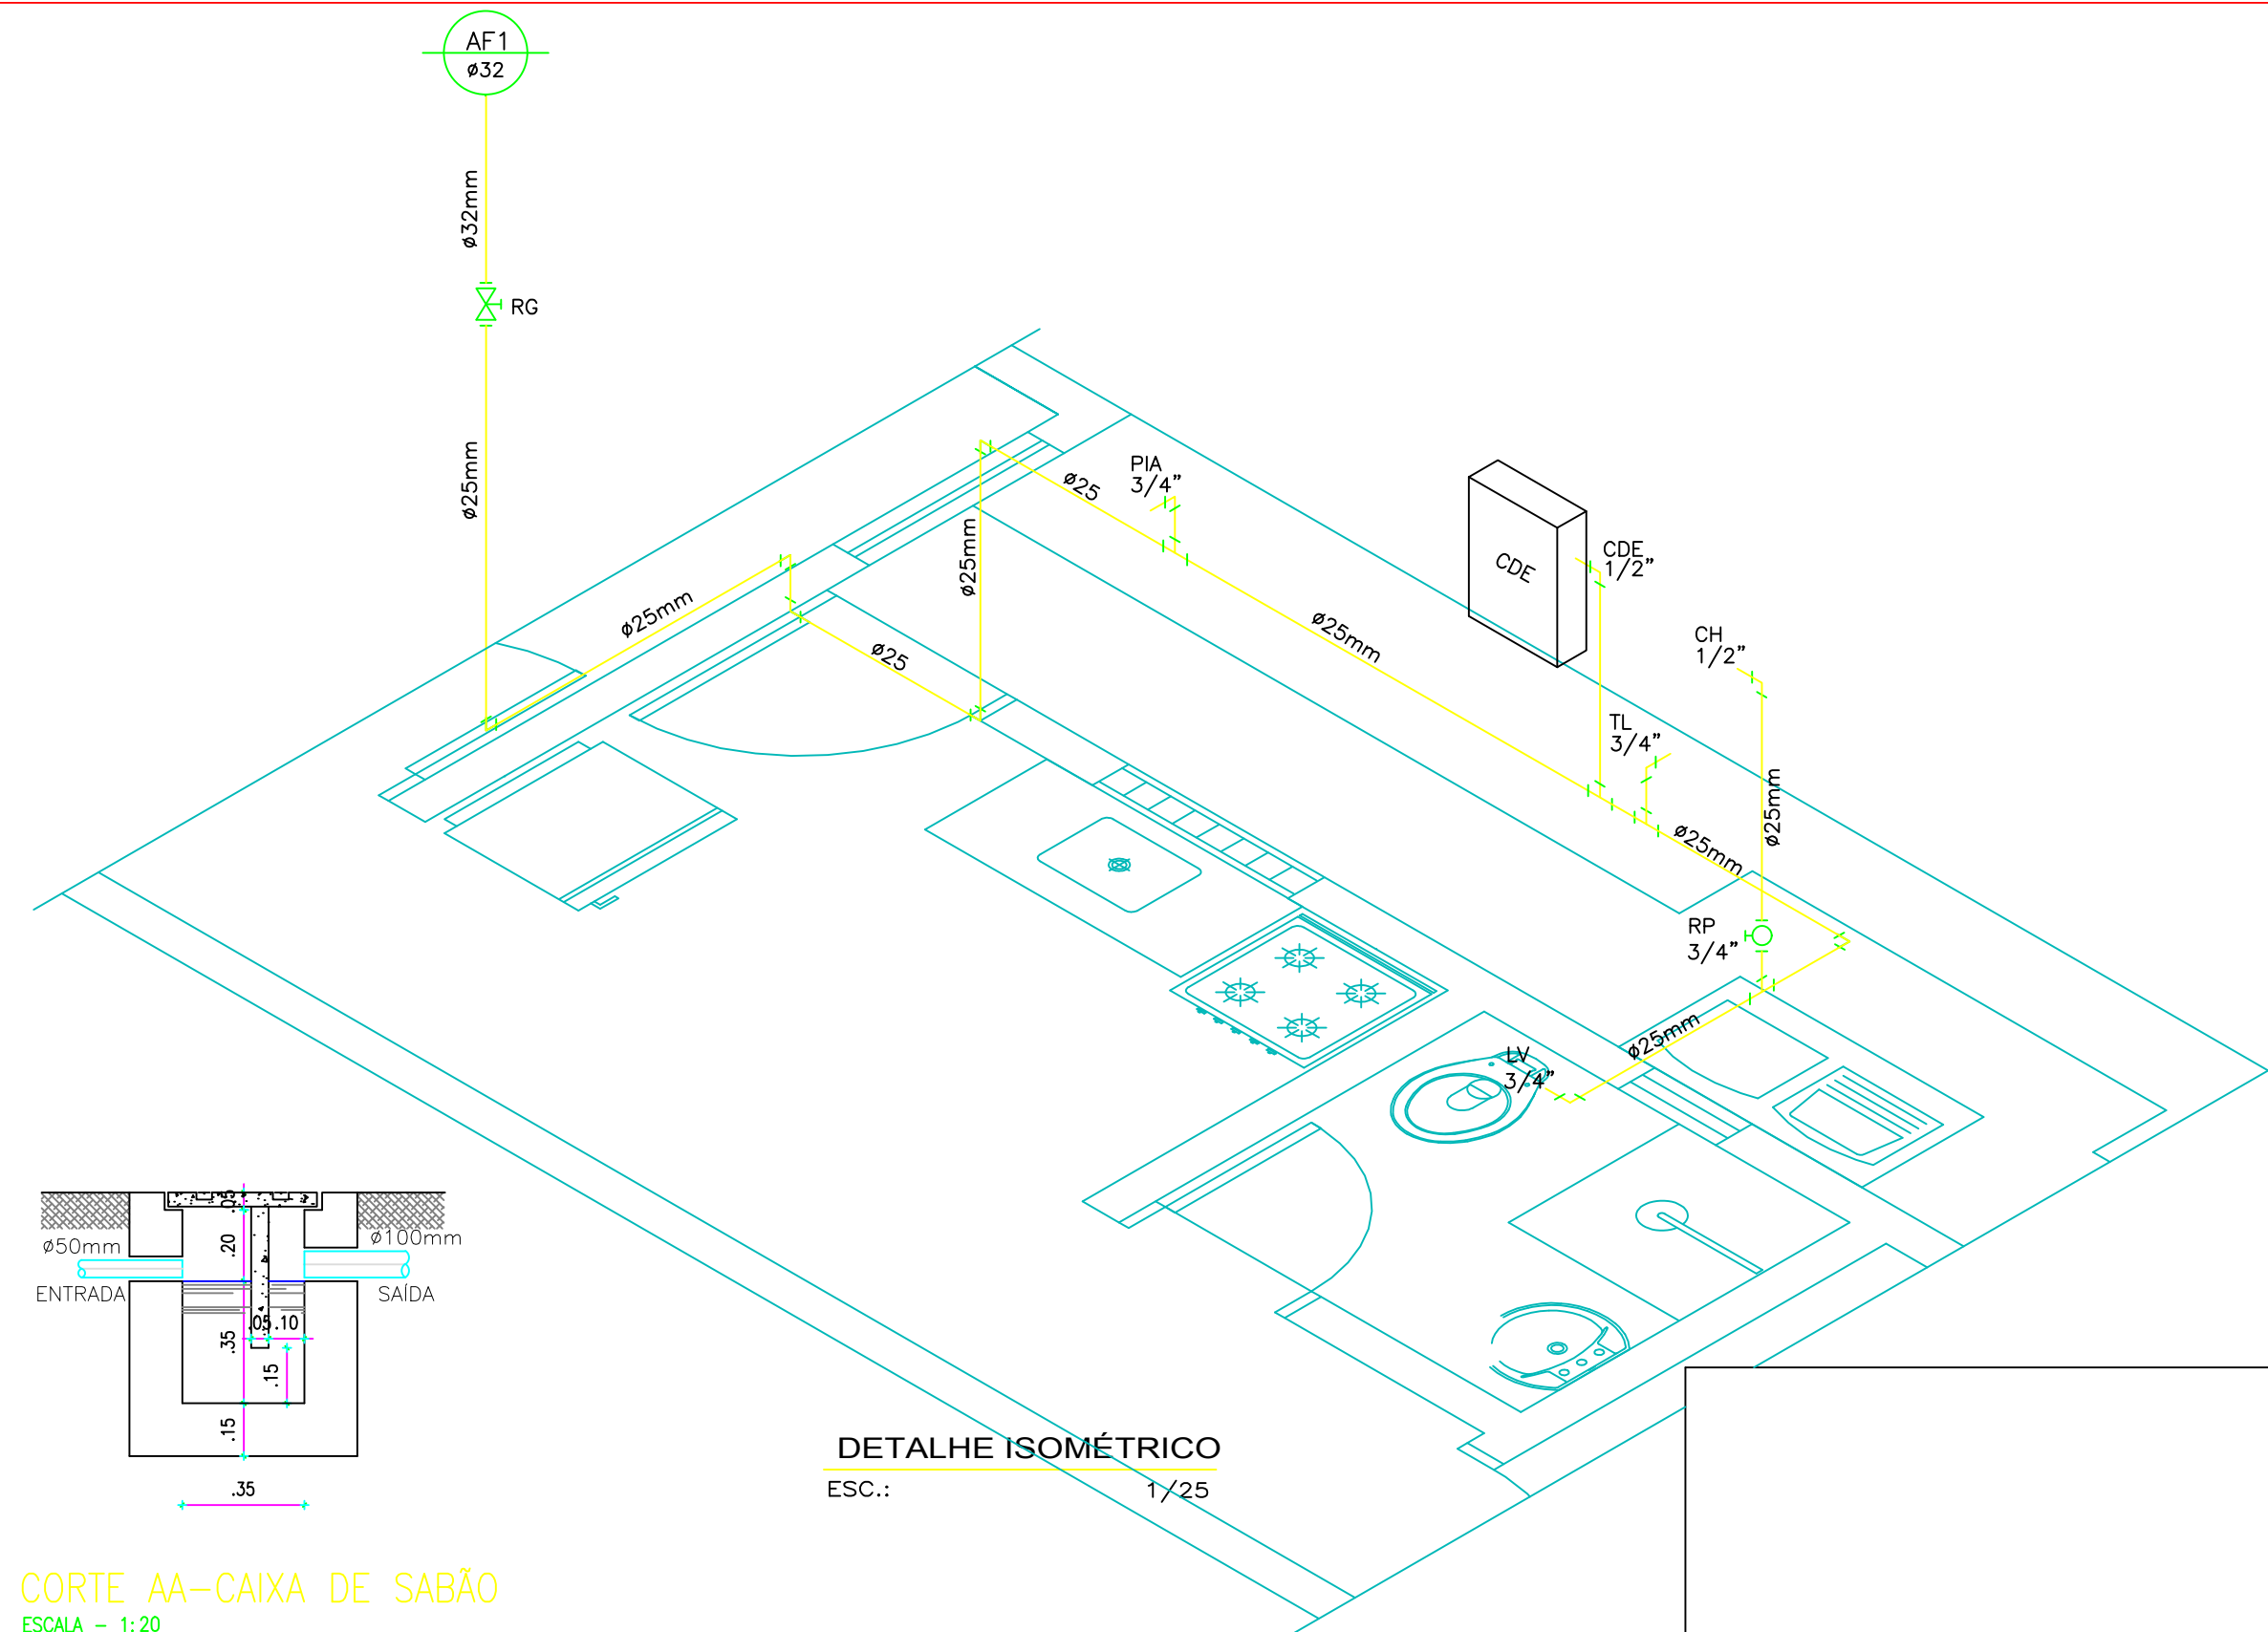 AF1
ø32
ø32mm
RG
ø25mm
ø25mm
ø25
ø25mm
ø25
PIA
3/4”
ø25mm
CDE
CDE
1/2”
CH
1/2”
TL
3/4”
ø25mm
ø25mm
RP
3/4”
ø25mm
LV
3/4”
.05
ø50mm
.20
ø100mm
ENTRADA
SAÍDA
.05
.10
.35
.15
.15
.35
DETALHE ISOMÉTRICO
ESC.: 1/25
CORTE AA-CAIXA DE SABÃO
ESCALA - 1:20